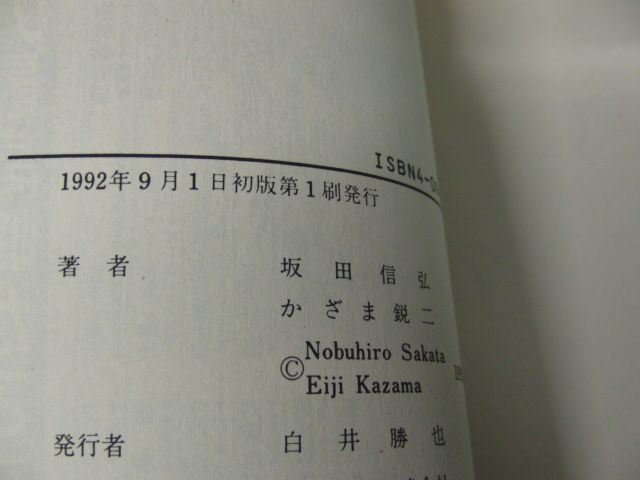 ISBN4-0
1992年9月1日初版第1刷発行
著者 坂田信弘
かざま鋭二
© Nobuhiro Sakata
Eiji Kazama 19
発行者 白井勝也